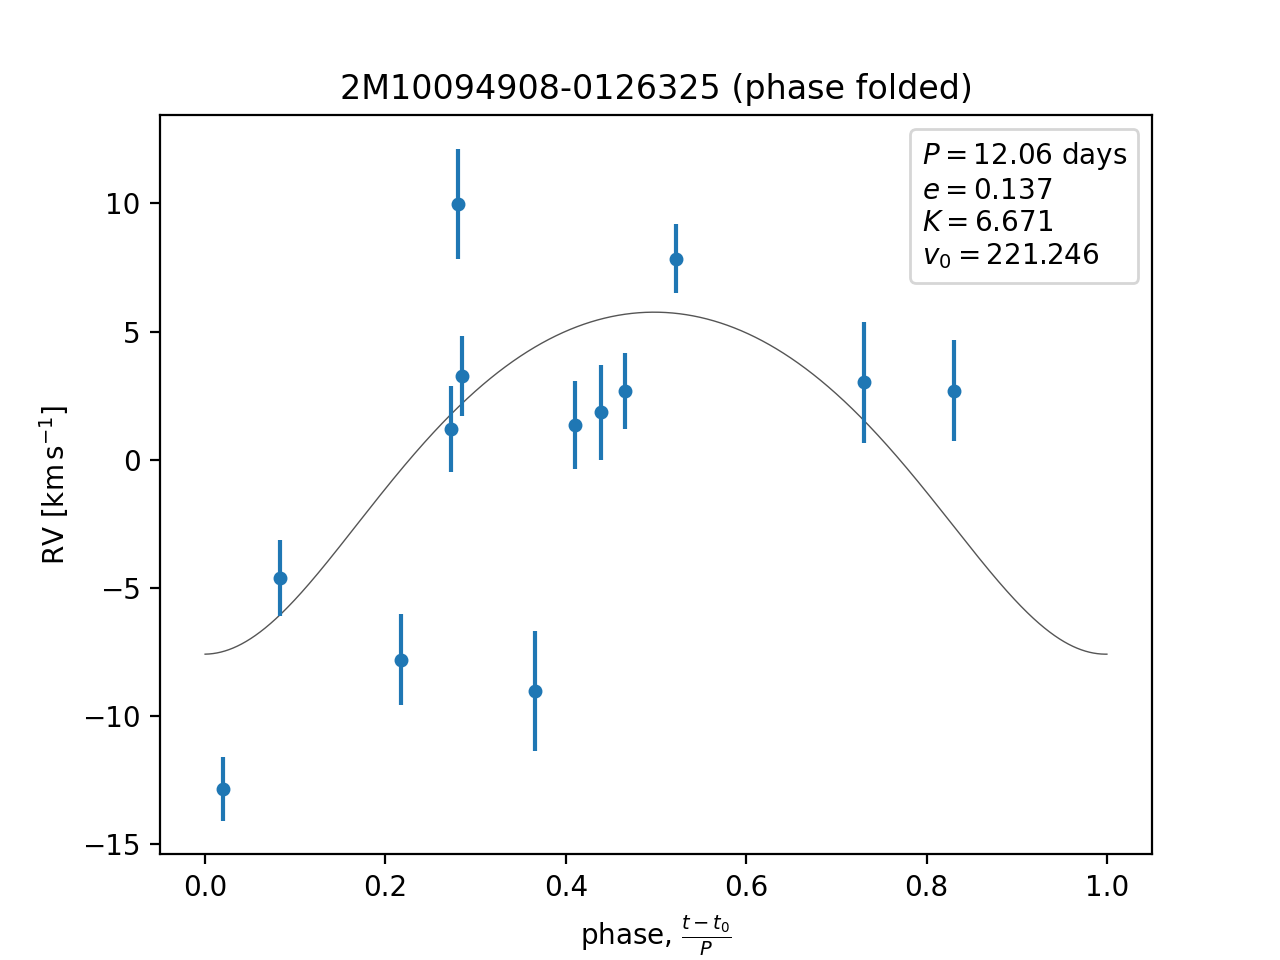 2M10094908-0126325 (phase folded)
P = 12.06 days
e = 0.137
K = 6.671
v₀ = 221.246
RV [km s⁻¹]
10
5
0
−5
−10
−15
0.0 0.2 0.4 0.6 0.8 1.0
phase, (t − t₀)/P